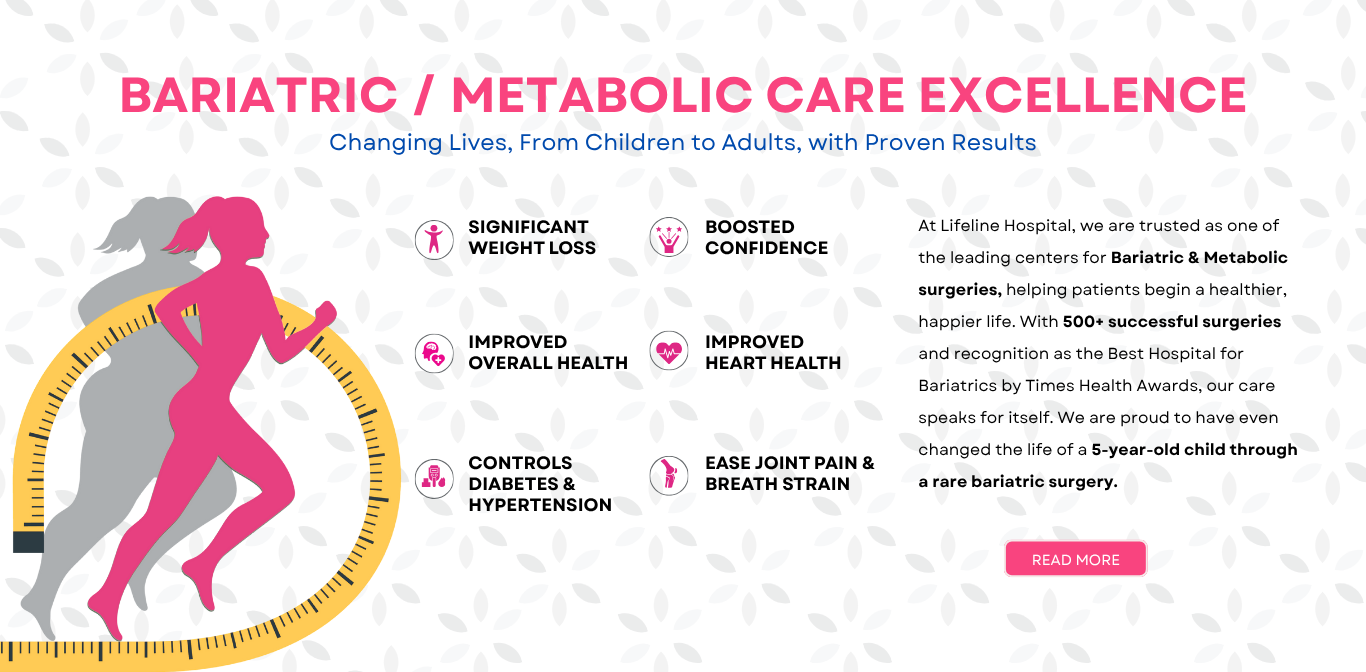 BARIATRIC / METABOLIC CARE EXCELLENCE
Changing Lives, From Children to Adults, with Proven Results
SIGNIFICANT
WEIGHT LOSS
BOOSTED
CONFIDENCE
IMPROVED
OVERALL HEALTH
IMPROVED
HEART HEALTH
CONTROLS
DIABETES &
HYPERTENSION
EASE JOINT PAIN &
BREATH STRAIN
At Lifeline Hospital, we are trusted as one of
the leading centers for Bariatric & Metabolic
surgeries, helping patients begin a healthier,
happier life. With 500+ successful surgeries
and recognition as the Best Hospital for
Bariatrics by Times Health Awards, our care
speaks for itself. We are proud to have even
changed the life of a 5-year-old child through
a rare bariatric surgery.
READ MORE